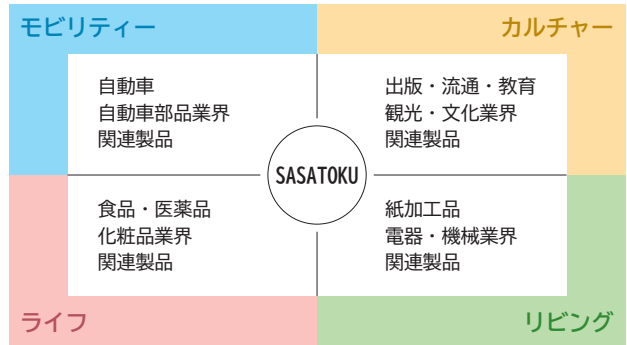 モビリティー
カルチャー
自動車
自動車部品業界
関連製品
出版・流通・教育
観光・文化業界
関連製品
SASATOKU
食品・医薬品
化粧品業界
関連製品
紙加工品
電器・機械業界
関連製品
ライフ
リビング